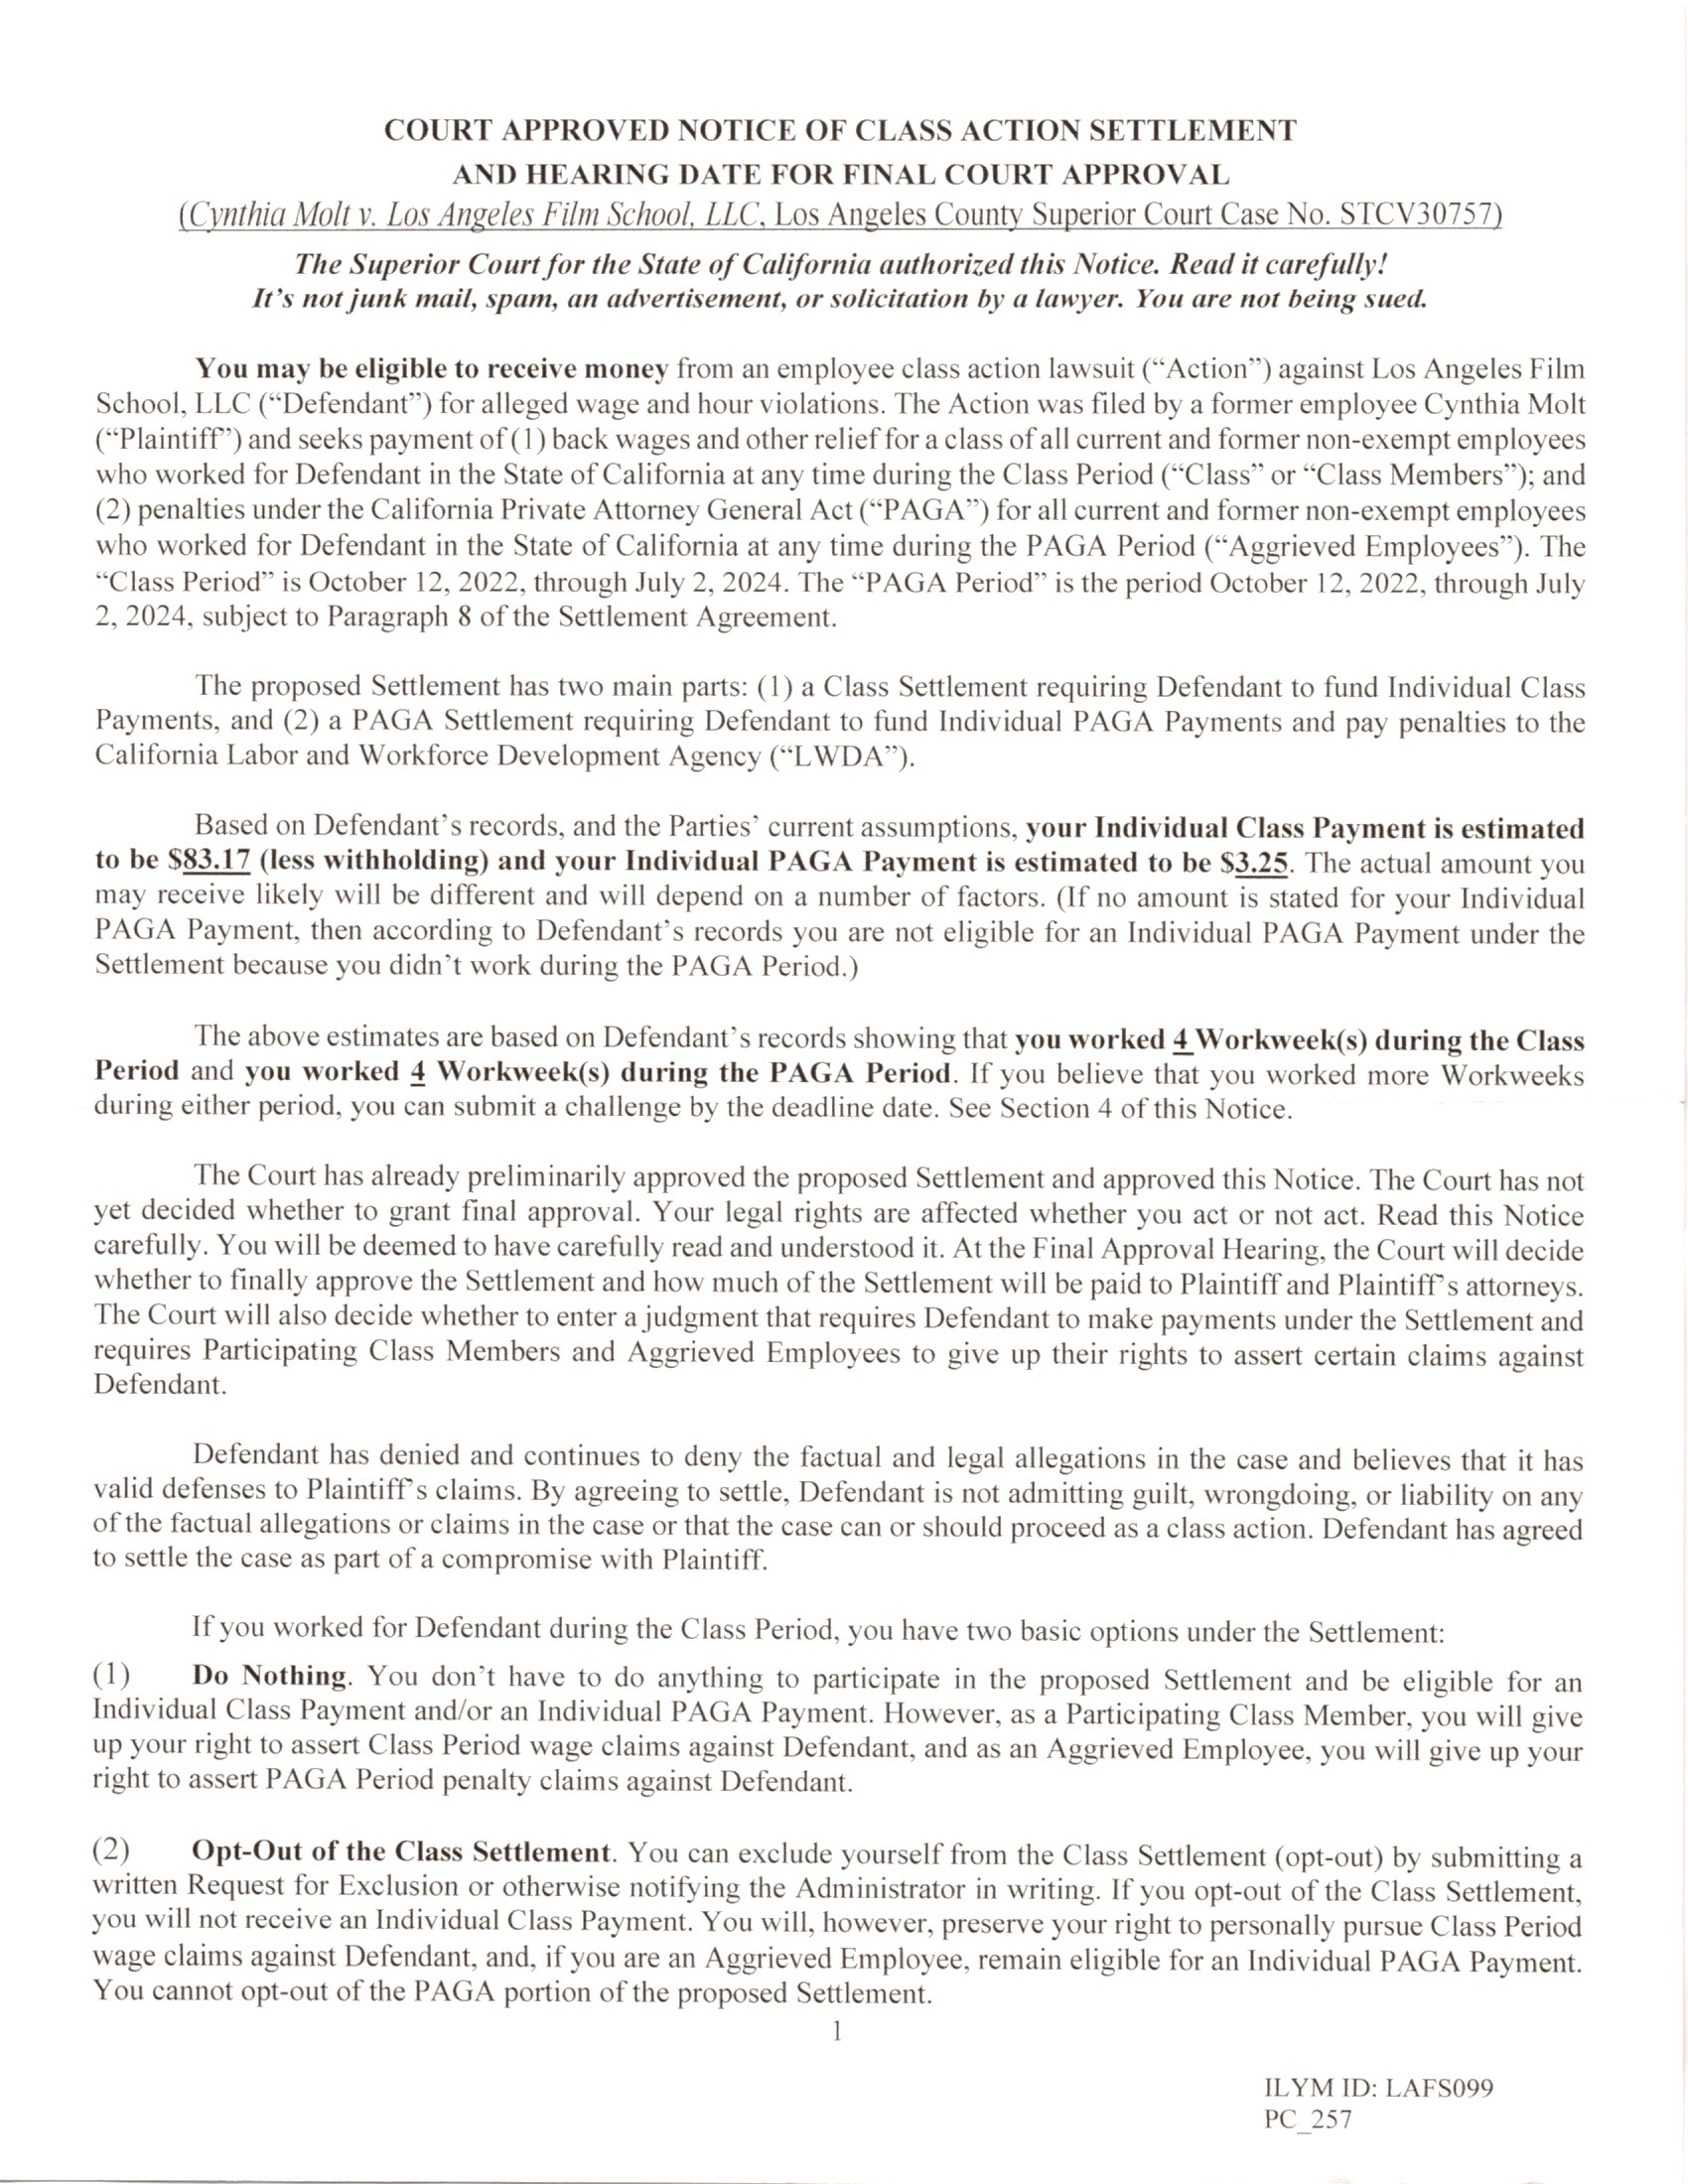 COURT APPROVED NOTICE OF CLASS ACTION SETTLEMENT
AND HEARING DATE FOR FINAL COURT APPROVAL
(Cynthia Molt v. Los Angeles Film School, LLC, Los Angeles County Superior Court Case No. STCV30757)
The Superior Court for the State of California authorized this Notice. Read it carefully!
It's not junk mail, spam, an advertisement, or solicitation by a lawyer. You are not being sued.
You may be eligible to receive money from an employee class action lawsuit (“Action”) against Los Angeles Film
School, LLC (“Defendant”) for alleged wage and hour violations. The Action was filed by a former employee Cynthia Molt
(“Plaintiff”) and seeks payment of (1) back wages and other relief for a class of all current and former non-exempt employees
who worked for Defendant in the State of California at any time during the Class Period (“Class” or “Class Members”); and
(2) penalties under the California Private Attorney General Act (“PAGA”) for all current and former non-exempt employees
who worked for Defendant in the State of California at any time during the PAGA Period (“Aggrieved Employees”). The
“Class Period” is October 12, 2022, through July 2, 2024. The “PAGA Period” is the period October 12, 2022, through July
2, 2024, subject to Paragraph 8 of the Settlement Agreement.
The proposed Settlement has two main parts: (1) a Class Settlement requiring Defendant to fund Individual Class
Payments, and (2) a PAGA Settlement requiring Defendant to fund Individual PAGA Payments and pay penalties to the
California Labor and Workforce Development Agency (“LWDA”).
Based on Defendant's records, and the Parties' current assumptions, your Individual Class Payment is estimated
to be $83.17 (less withholding) and your Individual PAGA Payment is estimated to be $3.25. The actual amount you
may receive likely will be different and will depend on a number of factors. (If no amount is stated for your Individual
PAGA Payment, then according to Defendant's records you are not eligible for an Individual PAGA Payment under the
Settlement because you didn't work during the PAGA Period.)
The above estimates are based on Defendant's records showing that you worked 4 Workweek(s) during the Class
Period and you worked 4 Workweek(s) during the PAGA Period. If you believe that you worked more Workweeks
during either period, you can submit a challenge by the deadline date. See Section 4 of this Notice.
The Court has already preliminarily approved the proposed Settlement and approved this Notice. The Court has not
yet decided whether to grant final approval. Your legal rights are affected whether you act or not act. Read this Notice
carefully. You will be deemed to have carefully read and understood it. At the Final Approval Hearing, the Court will decide
whether to finally approve the Settlement and how much of the Settlement will be paid to Plaintiff and Plaintiff's attorneys.
The Court will also decide whether to enter a judgment that requires Defendant to make payments under the Settlement and
requires Participating Class Members and Aggrieved Employees to give up their rights to assert certain claims against
Defendant.
Defendant has denied and continues to deny the factual and legal allegations in the case and believes that it has
valid defenses to Plaintiff's claims. By agreeing to settle, Defendant is not admitting guilt, wrongdoing, or liability on any
of the factual allegations or claims in the case or that the case can or should proceed as a class action. Defendant has agreed
to settle the case as part of a compromise with Plaintiff.
If you worked for Defendant during the Class Period, you have two basic options under the Settlement:
(1) Do Nothing. You don't have to do anything to participate in the proposed Settlement and be eligible for an
Individual Class Payment and/or an Individual PAGA Payment. However, as a Participating Class Member, you will give
up your right to assert Class Period wage claims against Defendant, and as an Aggrieved Employee, you will give up your
right to assert PAGA Period penalty claims against Defendant.
(2) Opt-Out of the Class Settlement. You can exclude yourself from the Class Settlement (opt-out) by submitting a
written Request for Exclusion or otherwise notifying the Administrator in writing. If you opt-out of the Class Settlement,
you will not receive an Individual Class Payment. You will, however, preserve your right to personally pursue Class Period
wage claims against Defendant, and, if you are an Aggrieved Employee, remain eligible for an Individual PAGA Payment.
You cannot opt-out of the PAGA portion of the proposed Settlement.
1
ILYM ID: LAFS099
PC_257